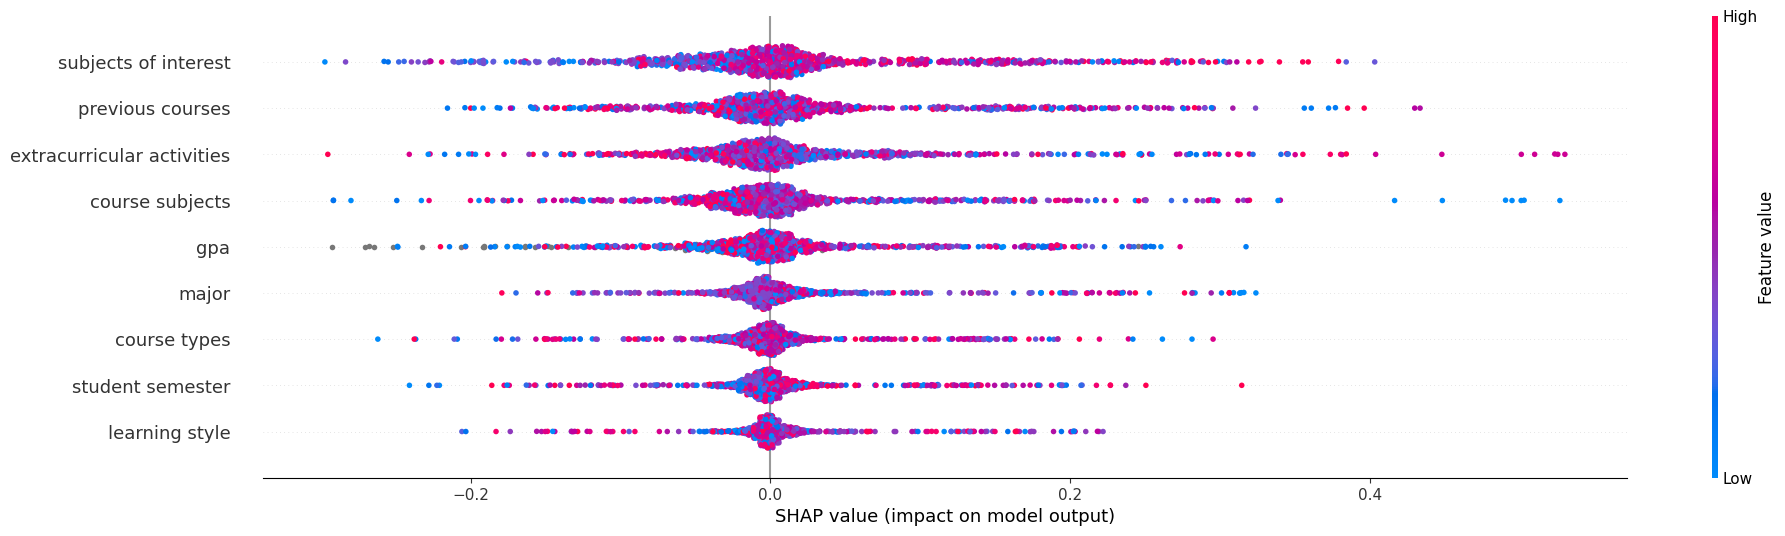 High
subjects of interest
previous courses
extracurricular activities
course subjects
gpa
major
course types
student semester
learning style
Feature value
Low
−0.2
0.0
0.2
0.4
SHAP value (impact on model output)